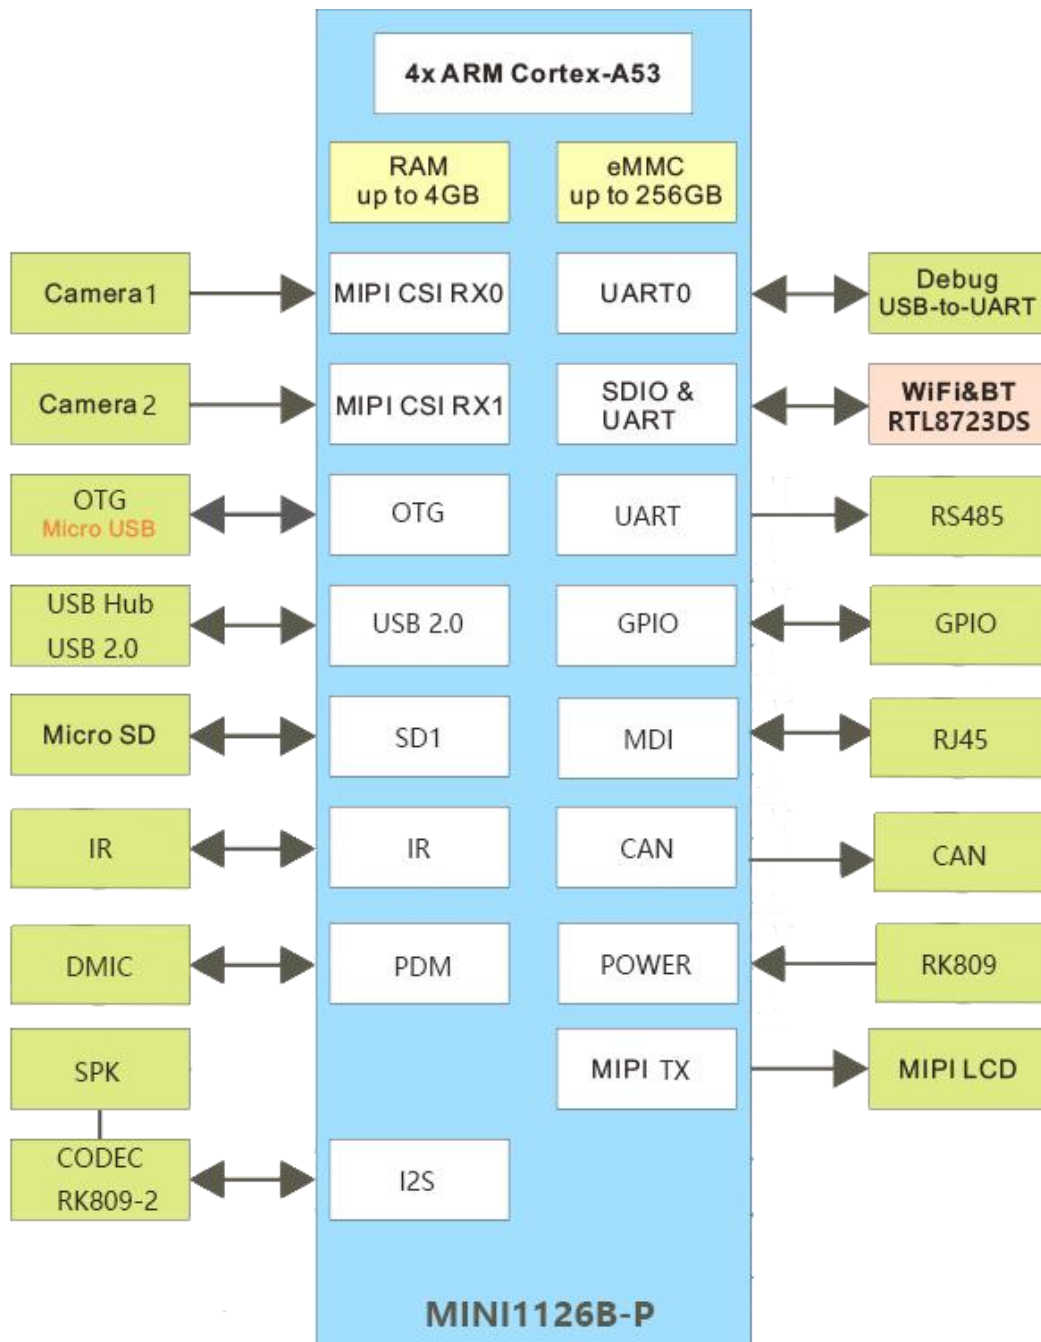 4x ARM Cortex-A53
RAM
up to 4GB
eMMC
up to 256GB
Camera1
MIPI CSI RX0
UART0
Debug
USB-to-UART
Camera 2
MIPI CSI RX1
SDIO &
UART
WiFi&BT
RTL8723DS
OTG
Micro USB
OTG
UART
RS485
USB Hub
USB 2.0
USB 2.0
GPIO
GPIO
Micro SD
SD1
MDI
RJ45
IR
IR
CAN
CAN
DMIC
PDM
POWER
RK809
SPK
MIPI TX
MIPI LCD
CODEC
RK809-2
I2S
MINI1126B-P